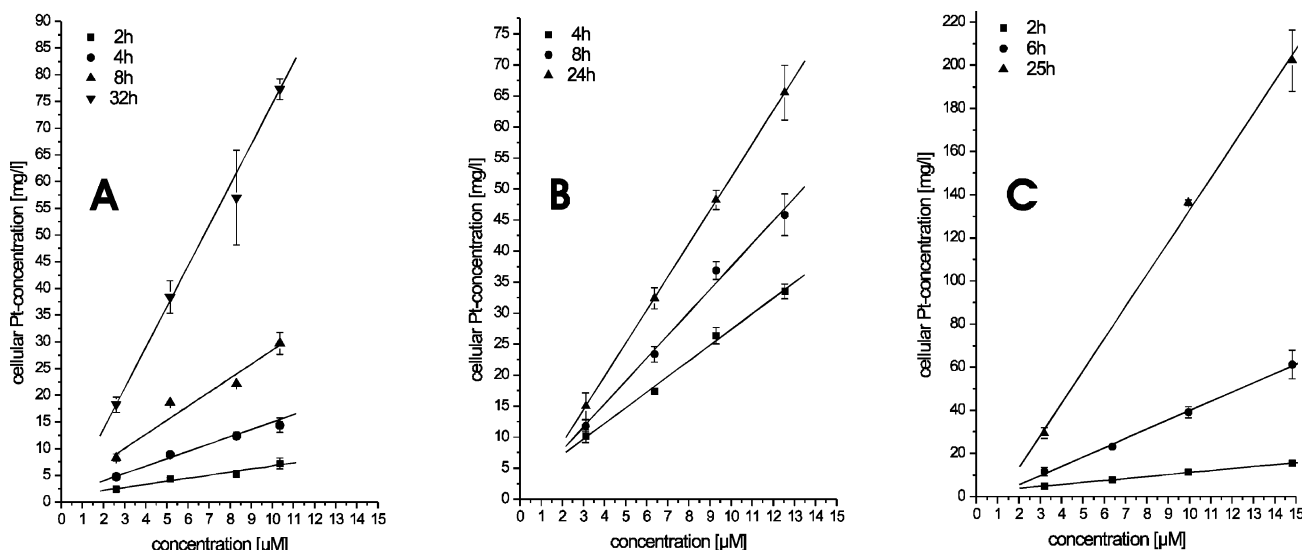 2h
4h
8h
32h
A
cellular Pt-concentration [mg/l]
90
85
80
75
70
65
60
55
50
45
40
35
30
25
20
15
10
5
0
0 1 2 3 4 5 6 7 8 9 10 11 12 13 14 15
concentration [µM]
4h
8h
24h
B
cellular Pt-concentration [mg/l]
75
70
65
60
55
50
45
40
35
30
25
20
15
10
5
0
0 1 2 3 4 5 6 7 8 9 10 11 12 13 14 15
concentration [µM]
2h
6h
25h
C
cellular Pt-concentration [mg/l]
220
200
180
160
140
120
100
80
60
40
20
0
0 1 2 3 4 5 6 7 8 9 10 11 12 13 14 15
concentration [µM]